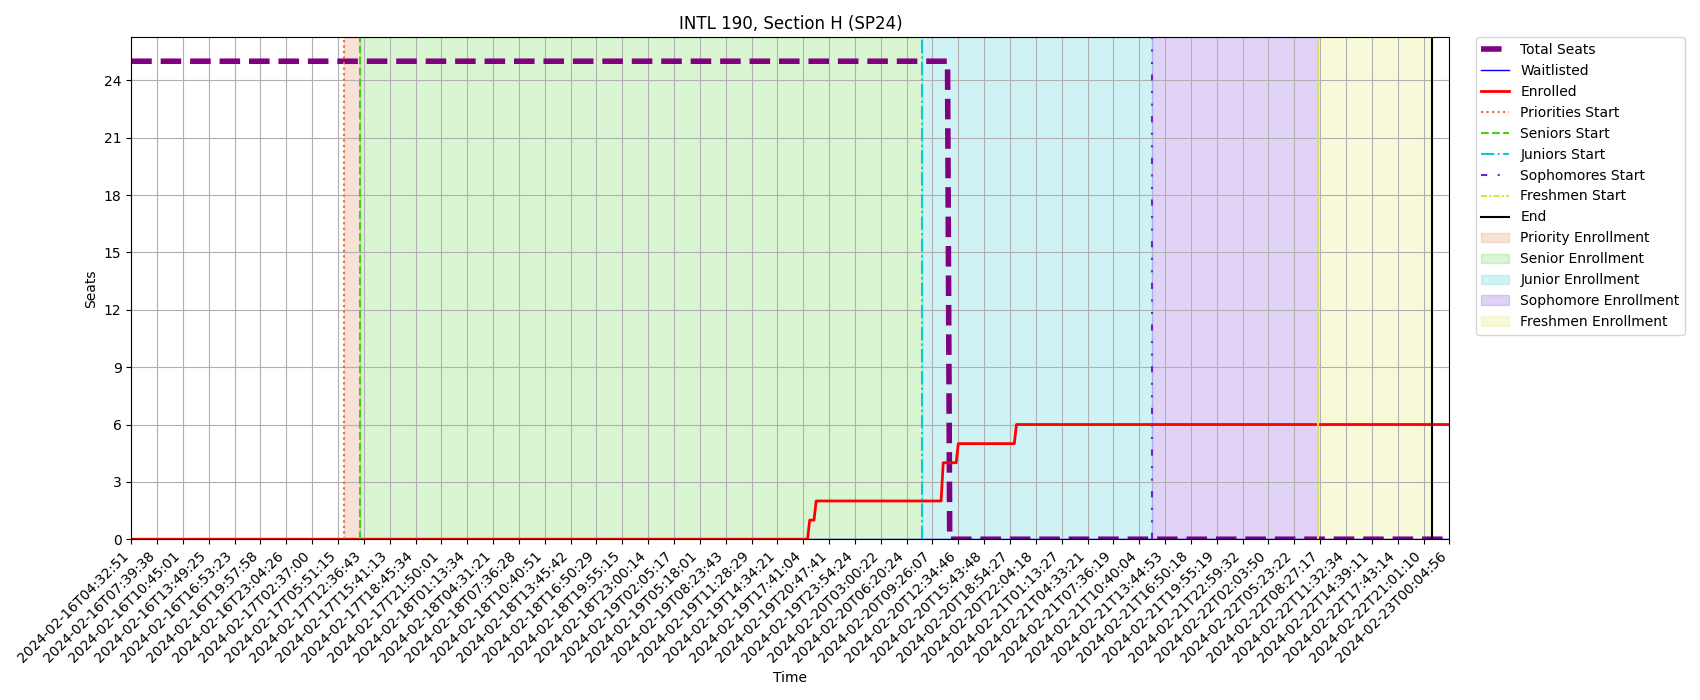 INTL 190, Section H (SP24)
Seats
24
21
18
15
12
9
6
3
0
2024-02-16T04:32:51
2024-02-16T07:39:38
2024-02-16T10:45:01
2024-02-16T13:49:25
2024-02-16T16:53:23
2024-02-16T19:57:58
2024-02-16T23:04:26
2024-02-17T02:37:00
2024-02-17T05:51:15
2024-02-17T12:36:43
2024-02-17T15:41:13
2024-02-17T18:45:34
2024-02-17T21:50:01
2024-02-18T01:13:34
2024-02-18T04:31:21
2024-02-18T07:36:28
2024-02-18T10:40:51
2024-02-18T13:45:42
2024-02-18T16:50:29
2024-02-18T19:55:15
2024-02-18T23:00:14
2024-02-19T02:05:17
2024-02-19T05:18:01
2024-02-19T08:23:43
2024-02-19T11:28:29
2024-02-19T14:34:21
2024-02-19T17:41:04
2024-02-19T20:47:41
2024-02-19T23:54:24
2024-02-20T03:00:22
2024-02-20T06:20:24
2024-02-20T09:26:07
2024-02-20T12:34:46
2024-02-20T15:43:48
2024-02-20T18:54:27
2024-02-20T22:04:18
2024-02-21T01:13:27
2024-02-21T04:33:21
2024-02-21T07:36:19
2024-02-21T10:40:04
2024-02-21T13:44:53
2024-02-21T16:50:18
2024-02-21T19:55:19
2024-02-21T22:59:32
2024-02-22T02:03:50
2024-02-22T05:23:22
2024-02-22T08:27:17
2024-02-22T11:32:34
2024-02-22T14:39:11
2024-02-22T17:43:14
2024-02-22T21:01:10
2024-02-23T00:04:56
Time
Total Seats
Waitlisted
Enrolled
Priorities Start
Seniors Start
Juniors Start
Sophomores Start
Freshmen Start
End
Priority Enrollment
Senior Enrollment
Junior Enrollment
Sophomore Enrollment
Freshmen Enrollment